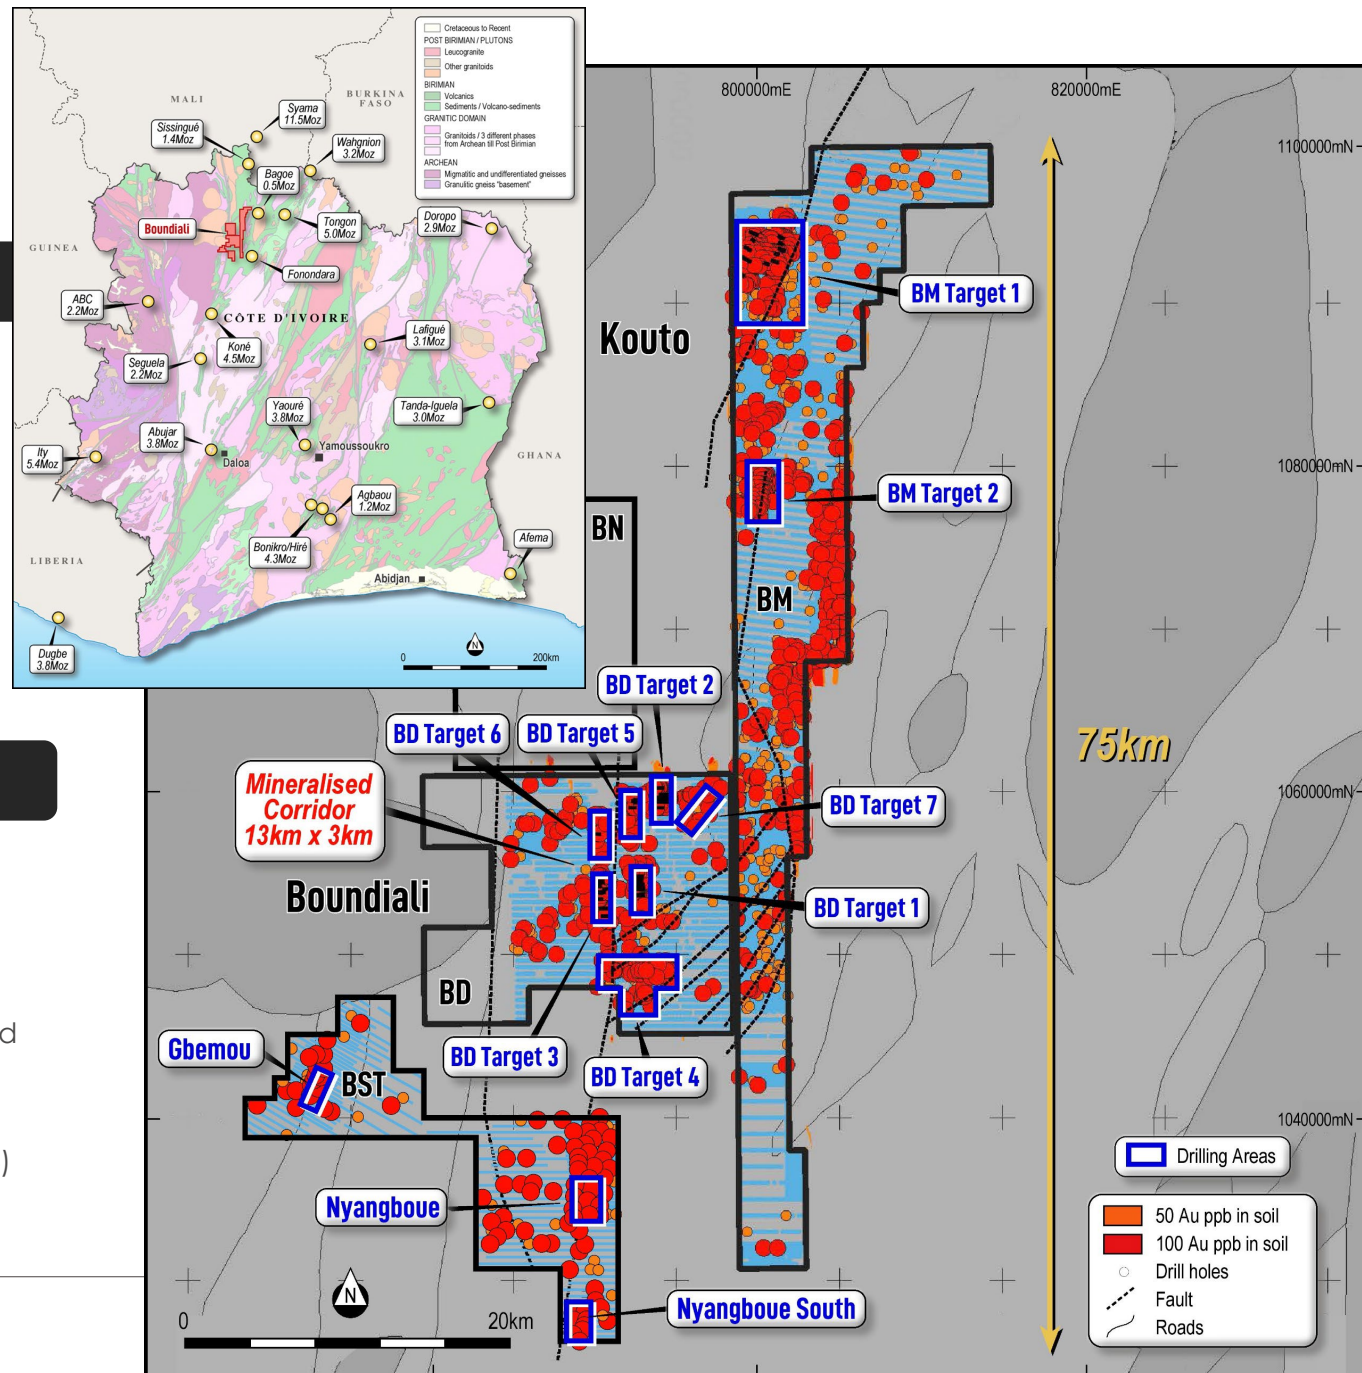 Cretaceous to Recent
POST BIRIMIAN / PLUTONS
Leucogranite
Other granitoids
BIRIMIAN
Volcanics
Sediments / Volcano-sediments
GRANITIC DOMAIN
Granitoids / 3 different phases
from Archean till Post Birimian
ARCHEAN
Migmatitic and undifferentiated gneisses
Granulitic gneiss "basement"
MALI
BURKINA
FASO
Syama
11.5Moz
Sissingué
1.4Moz
Wahgnion
3.2Moz
Bagoe
0.5Moz
Boundiali
Tongon
5.0Moz
Doropo
2.9Moz
GUINEA
Fonondara
ABC
2.2Moz
CÔTE D'IVOIRE
Koné
4.5Moz
Lafigué
3.1Moz
Seguela
2.2Moz
Yaouré
3.8Moz
Tanda-Iguela
3.0Moz
Abujar
3.8Moz
Yamoussoukro
Daloa
Ity
5.4Moz
GHANA
Agbaou
1.2Moz
Bonikro/Hiré
4.3Moz
Afema
LIBERIA
Abidjan
Dugbe
3.8Moz
N
0
200km
800000mE
820000mE
1100000mN
BM Target 1
Kouto
1080000mN
BM Target 2
BN
BM
BD Target 2
BD Target 6
BD Target 5
75km
Mineralised
Corridor
13km x 3km
1060000mN
BD Target 7
Boundiali
BD Target 1
BD
d
Gbemou
BD Target 3
BD Target 4
BST
1040000mN
)
Drilling Areas
Nyangboue
50 Au ppb in soil
100 Au ppb in soil
Drill holes
Fault
Roads
Nyangboue South
N
0
20km